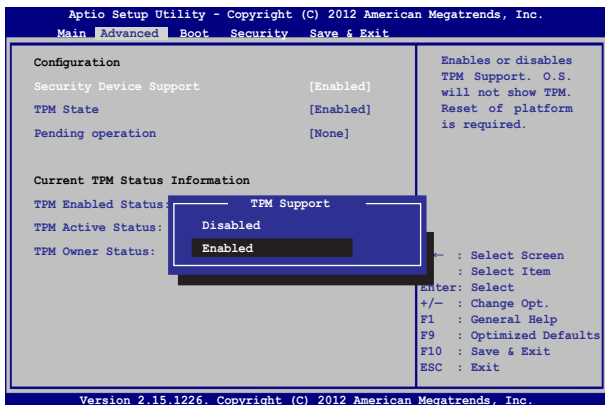 Aptio Setup Utility - Copyright (C) 2012 American Megatrends, Inc.
Main Advanced Boot Security Save & Exit
Configuration
Security Device Support [Enabled]
TPM State [Enabled]
Pending operation [None]
Current TPM Status Information
TPM Enabled Status:
TPM Active Status:
TPM Owner Status:
TPM Support
Disabled
Enabled
Enables or disables
TPM Support. O.S.
will not show TPM.
Reset of platform
is required.
← : Select Screen
: Select Item
Enter: Select
+/— : Change Opt.
F1 : General Help
F9 : Optimized Defaults
F10 : Save & Exit
ESC : Exit
Version 2.15.1226. Copyright (C) 2012 American Megatrends, Inc.